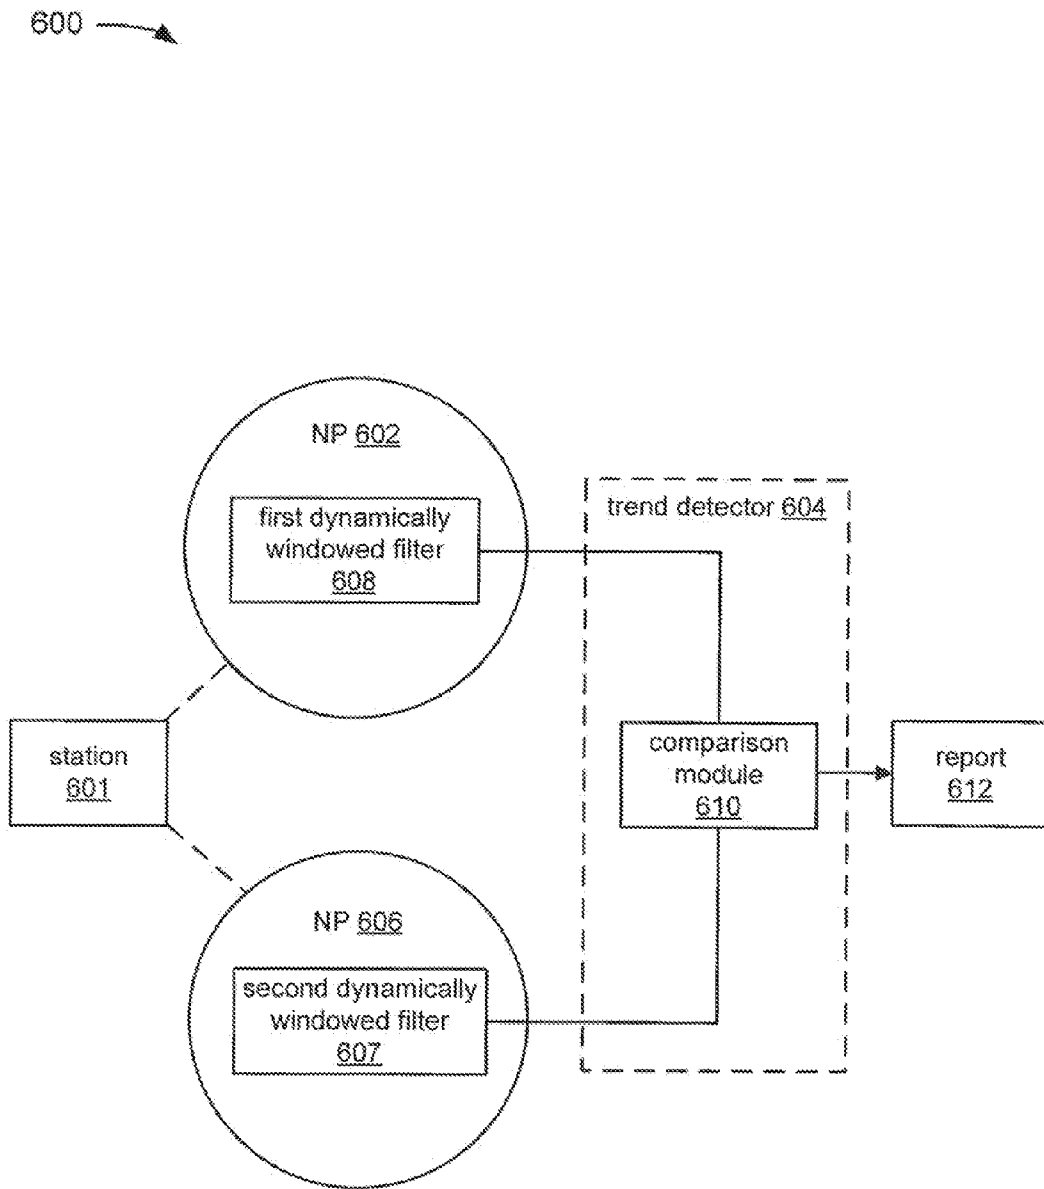 600
NP 602
first dynamically
windowed filter
608
trend detector 604
station
601
comparison
module
610
report
612
NP 606
second dynamically
windowed filter
607